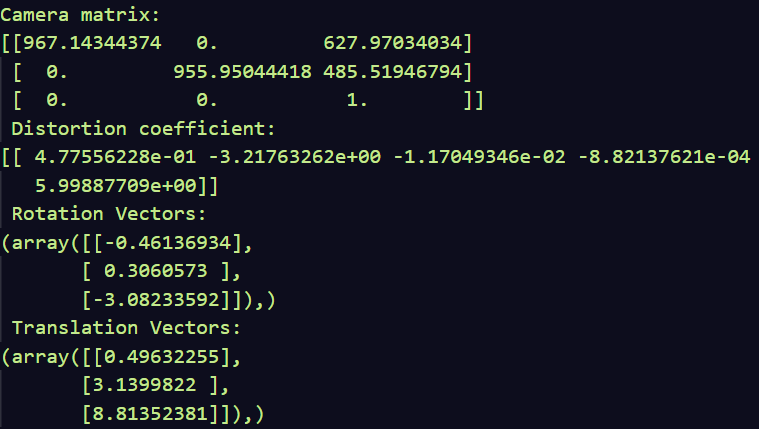 Camera matrix:
[[967.14344374   0.         627.97034034]
 [  0.         955.95044418 485.51946794]
 [  0.           0.           1.        ]]
 Distortion coefficient:
[[ 4.77556228e-01 -3.21763262e+00 -1.17049346e-02 -8.82137621e-04
   5.99887709e+00]]
 Rotation Vectors:
(array([[-0.46136934],
       [ 0.3060573 ],
       [-3.08233592]]),)
 Translation Vectors:
(array([[0.49632255],
       [3.1399822 ],
       [8.81352381]]),)